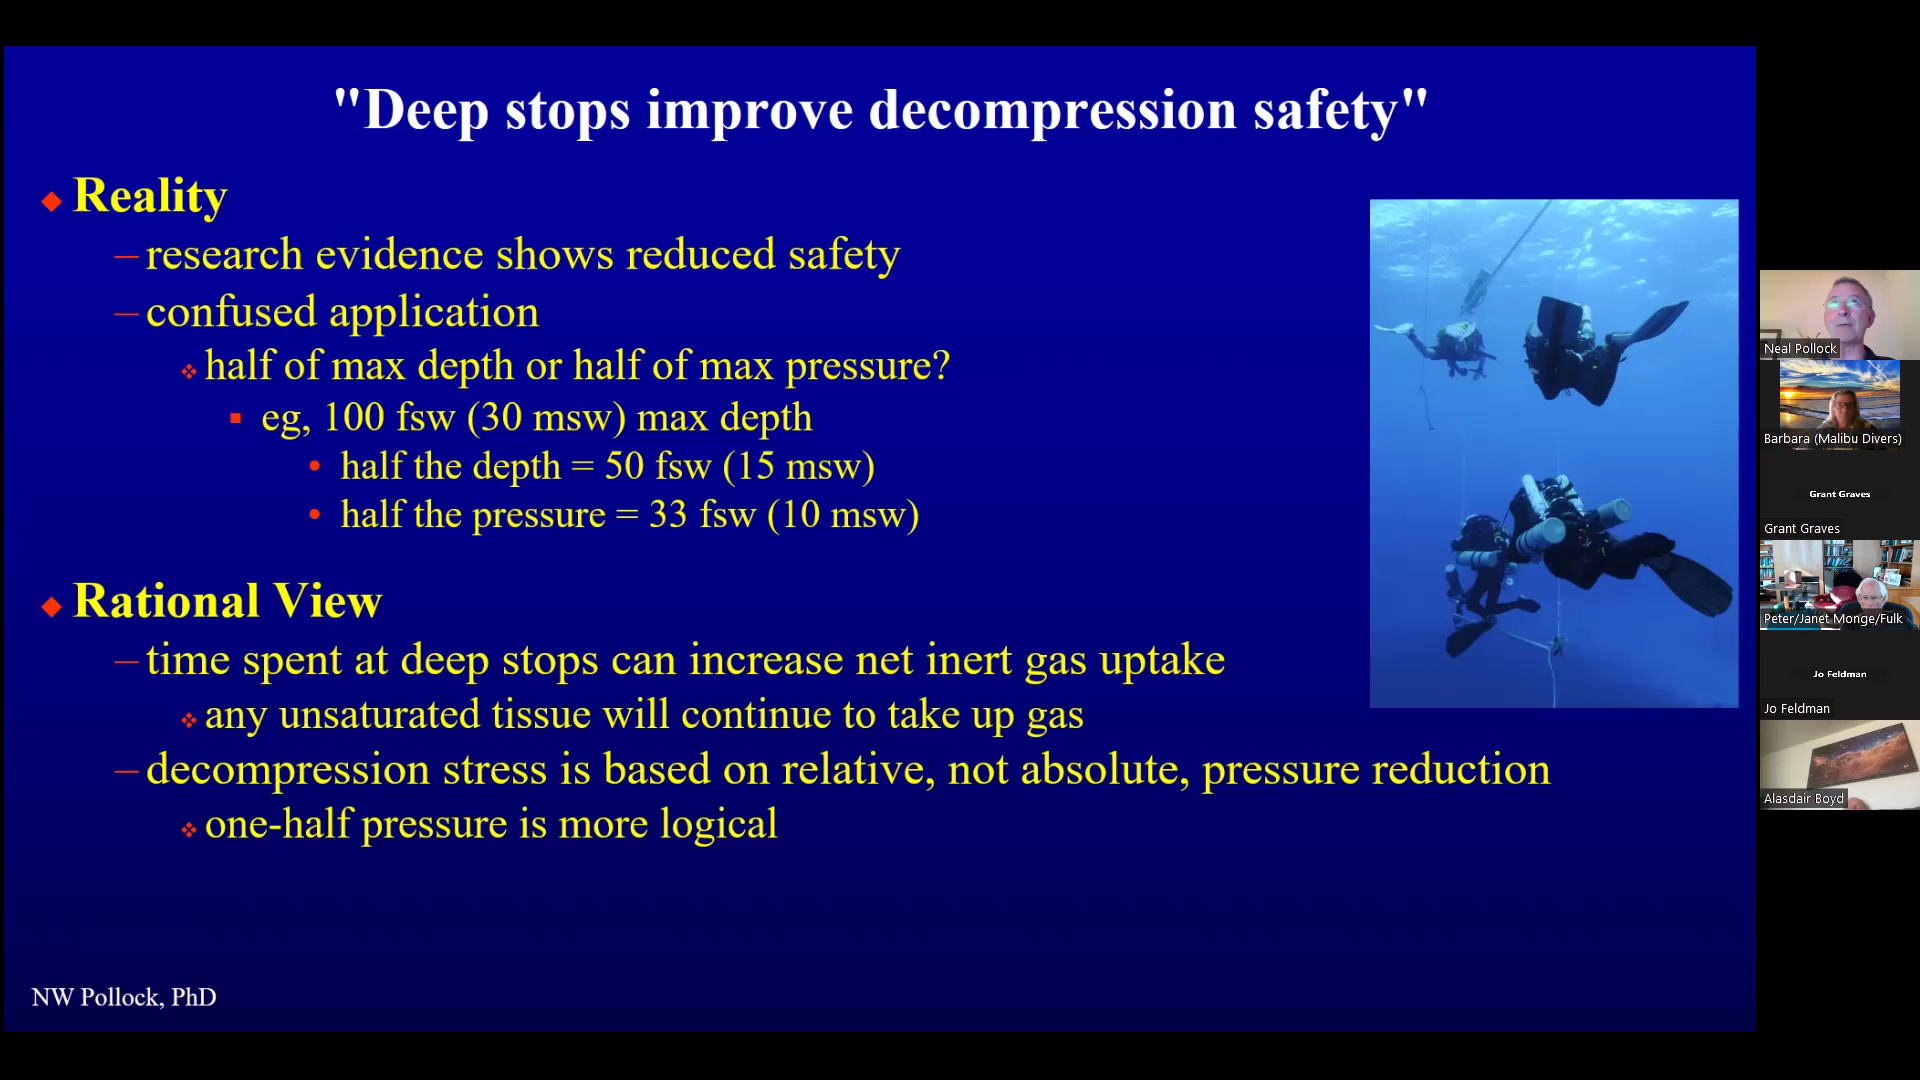 "Deep stops improve decompression safety"
Reality
–research evidence shows reduced safety
–confused application
half of max depth or half of max pressure?
eg, 100 fsw (30 msw) max depth
half the depth = 50 fsw (15 msw)
half the pressure = 33 fsw (10 msw)
Rational View
–time spent at deep stops can increase net inert gas uptake
any unsaturated tissue will continue to take up gas
–decompression stress is based on relative, not absolute, pressure reduction
one-half pressure is more logical
NW Pollock, PhD
Neal Pollock
Barbara (Malibu Divers)
Grant Graves
Grant Graves
Peter/Janet Monge/Fulk
Jo Feldman
Jo Feldman
Alasdair Boyd